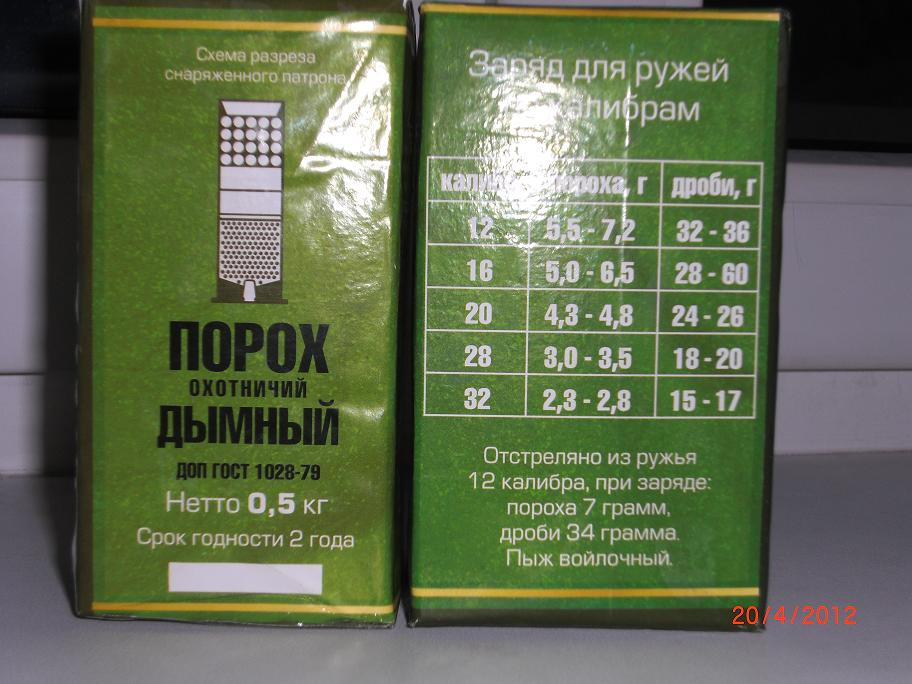 Схема разреза
снаряженного патрона
ПОРОХ
ОХОТНИЧИЙ
ДЫМНЫЙ
ДОП ГОСТ 1028-79
Нетто 0,5 кг
Срок годности 2 года
Заряд для ружей
калибрам
пороха, г дроби, г
12 5,5 - 7,2 32 - 36
16 5,0 - 6,5 28 - 60
20 4,3 - 4,8 24 - 26
28 3,0 - 3,5 18 - 20
32 2,3 - 2,8 15 - 17
Отстреляно из ружья
12 калибра, при заряде:
пороха 7 грамм,
дроби 34 грамма.
Пыж войлочный.
20/4/2012